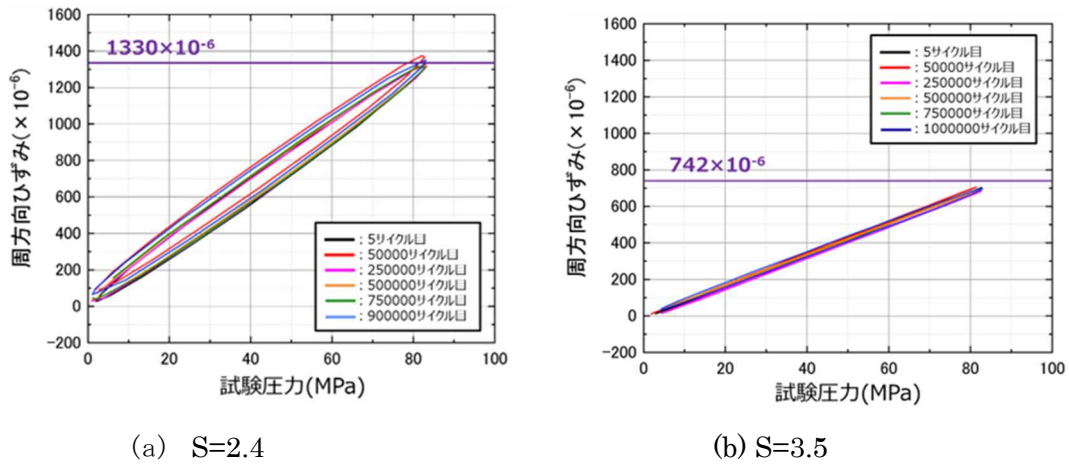 1600
1400
1200
1000
800
600
400
200
0
−200
周方向ひずみ(×10⁻⁶)
1330×10⁻⁶
: 5サイクル目
: 50000サイクル目
: 250000サイクル目
: 500000サイクル目
: 750000サイクル目
: 900000サイクル目
0 20 40 60 80 100
試験圧力(MPa)
(a) S=2.4
1600
1400
1200
1000
800
600
400
200
0
−200
周方向ひずみ(×10⁻⁶)
: 5サイクル目
: 50000サイクル目
: 250000サイクル目
: 500000サイクル目
: 750000サイクル目
: 1000000サイクル目
742×10⁻⁶
0 20 40 60 80 100
試験圧力(MPa)
(b) S=3.5